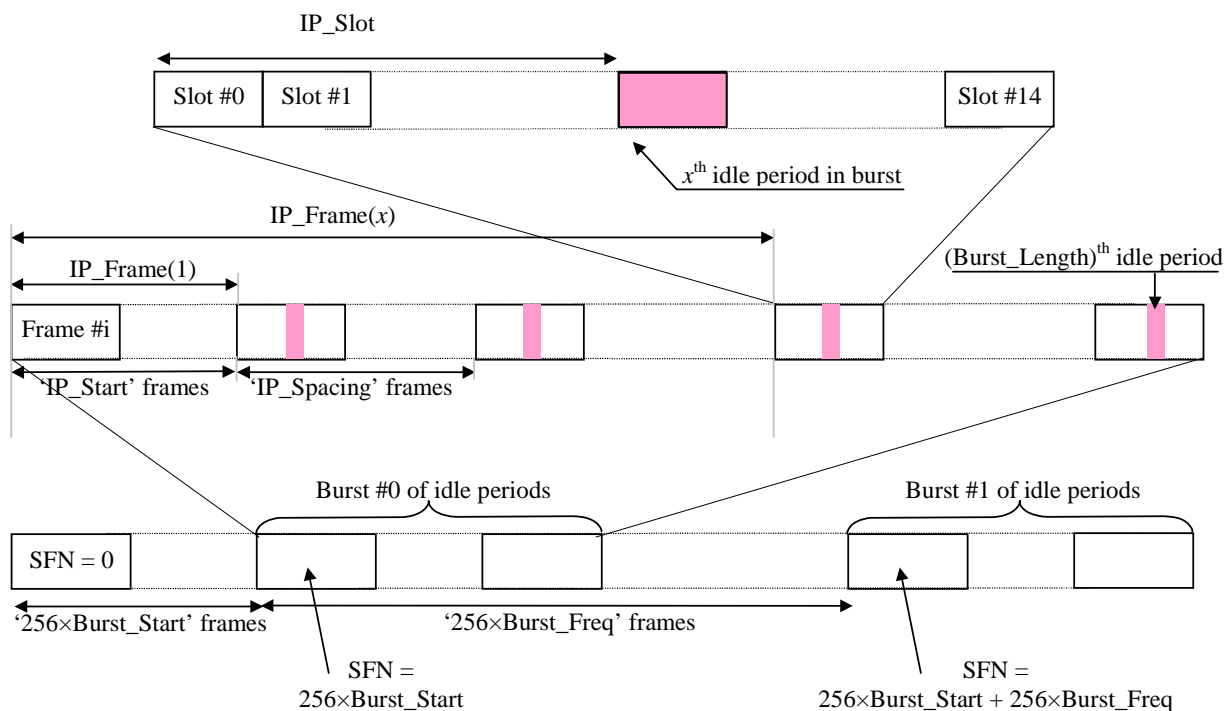 IP_Slot
Slot #0 Slot #1 Slot #14
xth idle period in burst
IP_Frame(x)
IP_Frame(1)
(Burst_Length)th idle period
Frame #i
‘IP_Start’ frames ‘IP_Spacing’ frames
Burst #0 of idle periods Burst #1 of idle periods
SFN = 0
‘256×Burst_Start’ frames ‘256×Burst_Freq’ frames
SFN =
256×Burst_Start
SFN =
256×Burst_Start + 256×Burst_Freq